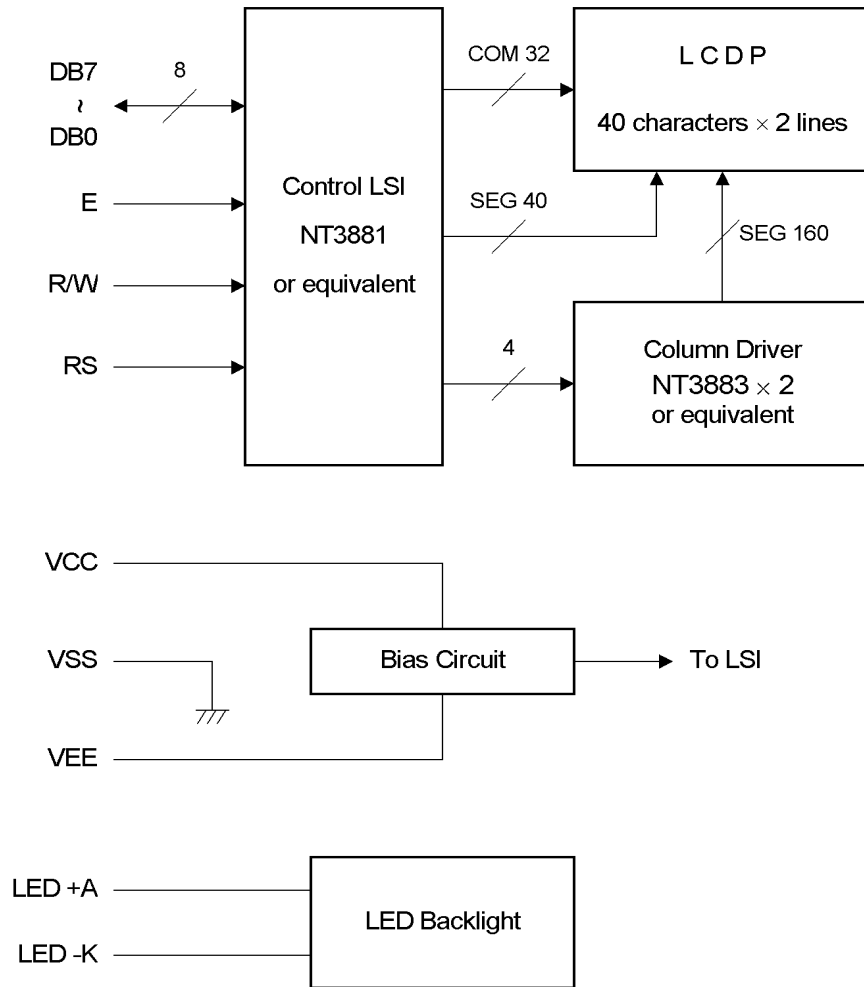 DB7
~
DB0
8
E
R/W
RS
Control LSI
NT3881
or equivalent
COM 32
SEG 40
4
L C D P
40 characters × 2 lines
SEG 160
Column Driver
NT3883 × 2
or equivalent
VCC
VSS
VEE
Bias Circuit
To LSI
LED +A
LED -K
LED Backlight